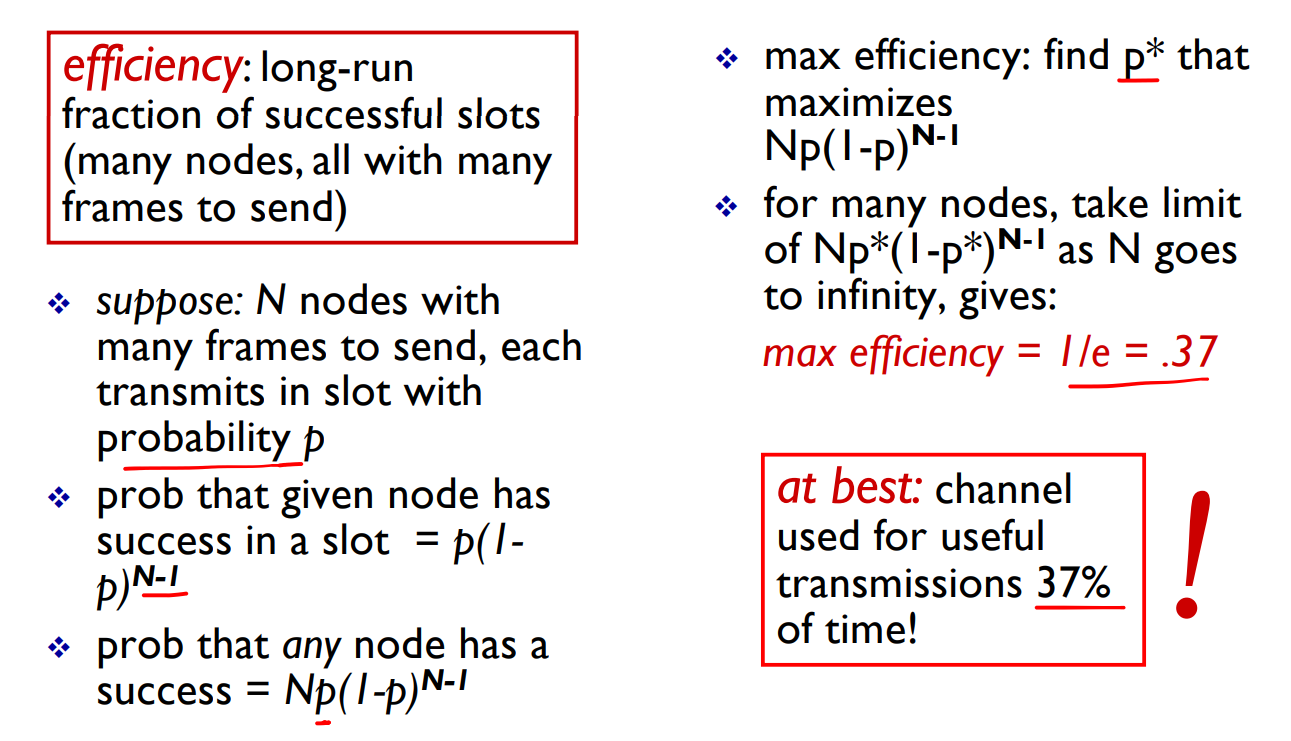 efficiency: long-run
fraction of successful slots
(many nodes, all with many
frames to send)
❖ suppose: N nodes with
many frames to send, each
transmits in slot with
probability p
❖ prob that given node has
success in a slot = p(1-
p)^N-1
❖ prob that any node has a
success = Np(1-p)^N-1
❖ max efficiency: find p* that
maximizes
Np(1-p)^N-1
❖ for many nodes, take limit
of Np*(1-p*)^N-1 as N goes
to infinity, gives:
max efficiency = 1/e = .37
at best: channel
used for useful
transmissions 37%
of time!
!